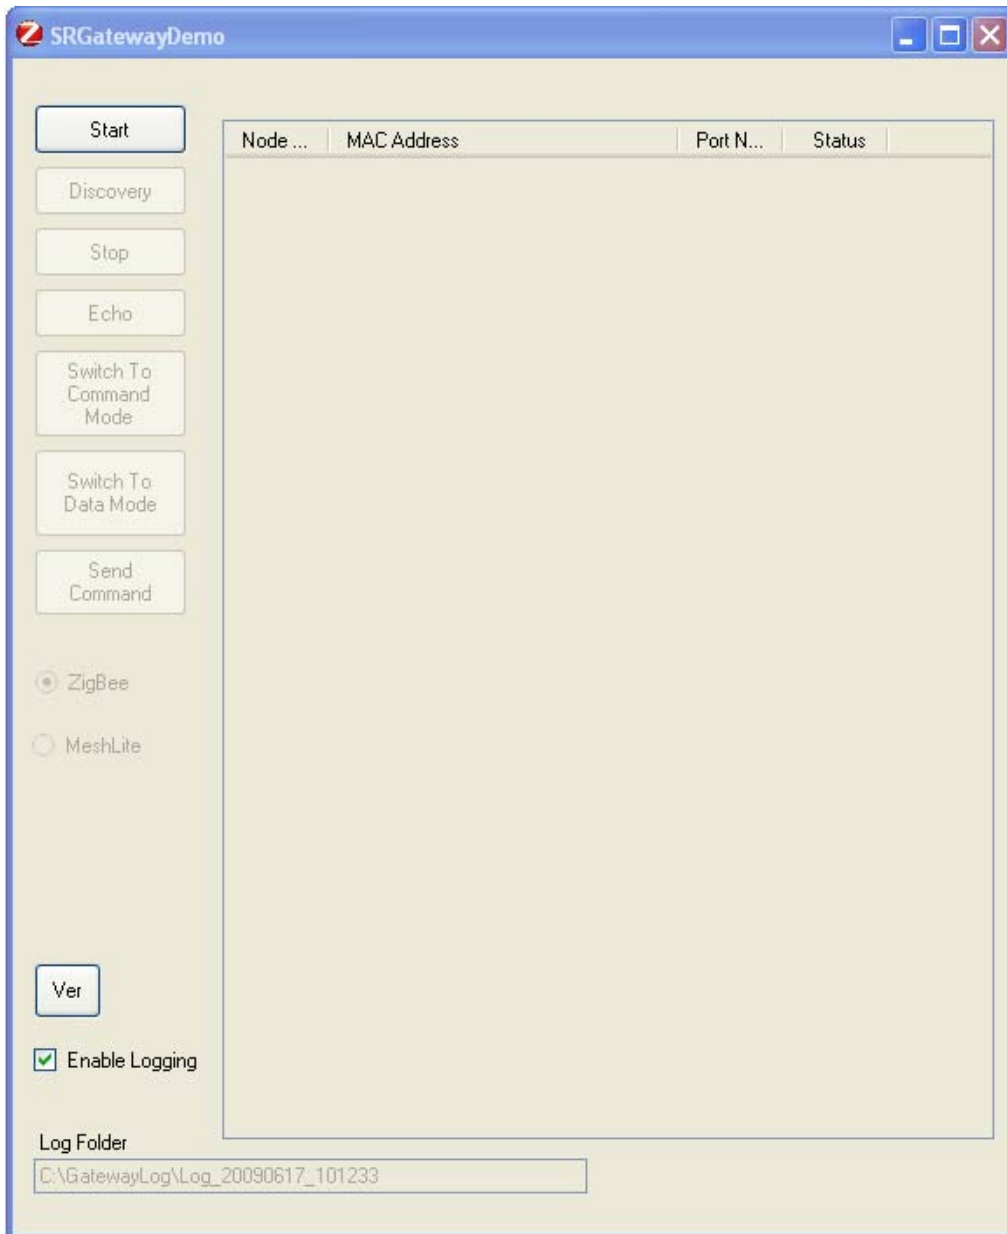 SRGatewayDemo
Start
Node ... MAC Address Port N... Status
Discovery
Stop
Echo
Switch To
Command
Mode
Switch To
Data Mode
Send
Command
ZigBee
MeshLite
Ver
Enable Logging
Log Folder
C:\GatewayLog\Log_20090617_101233